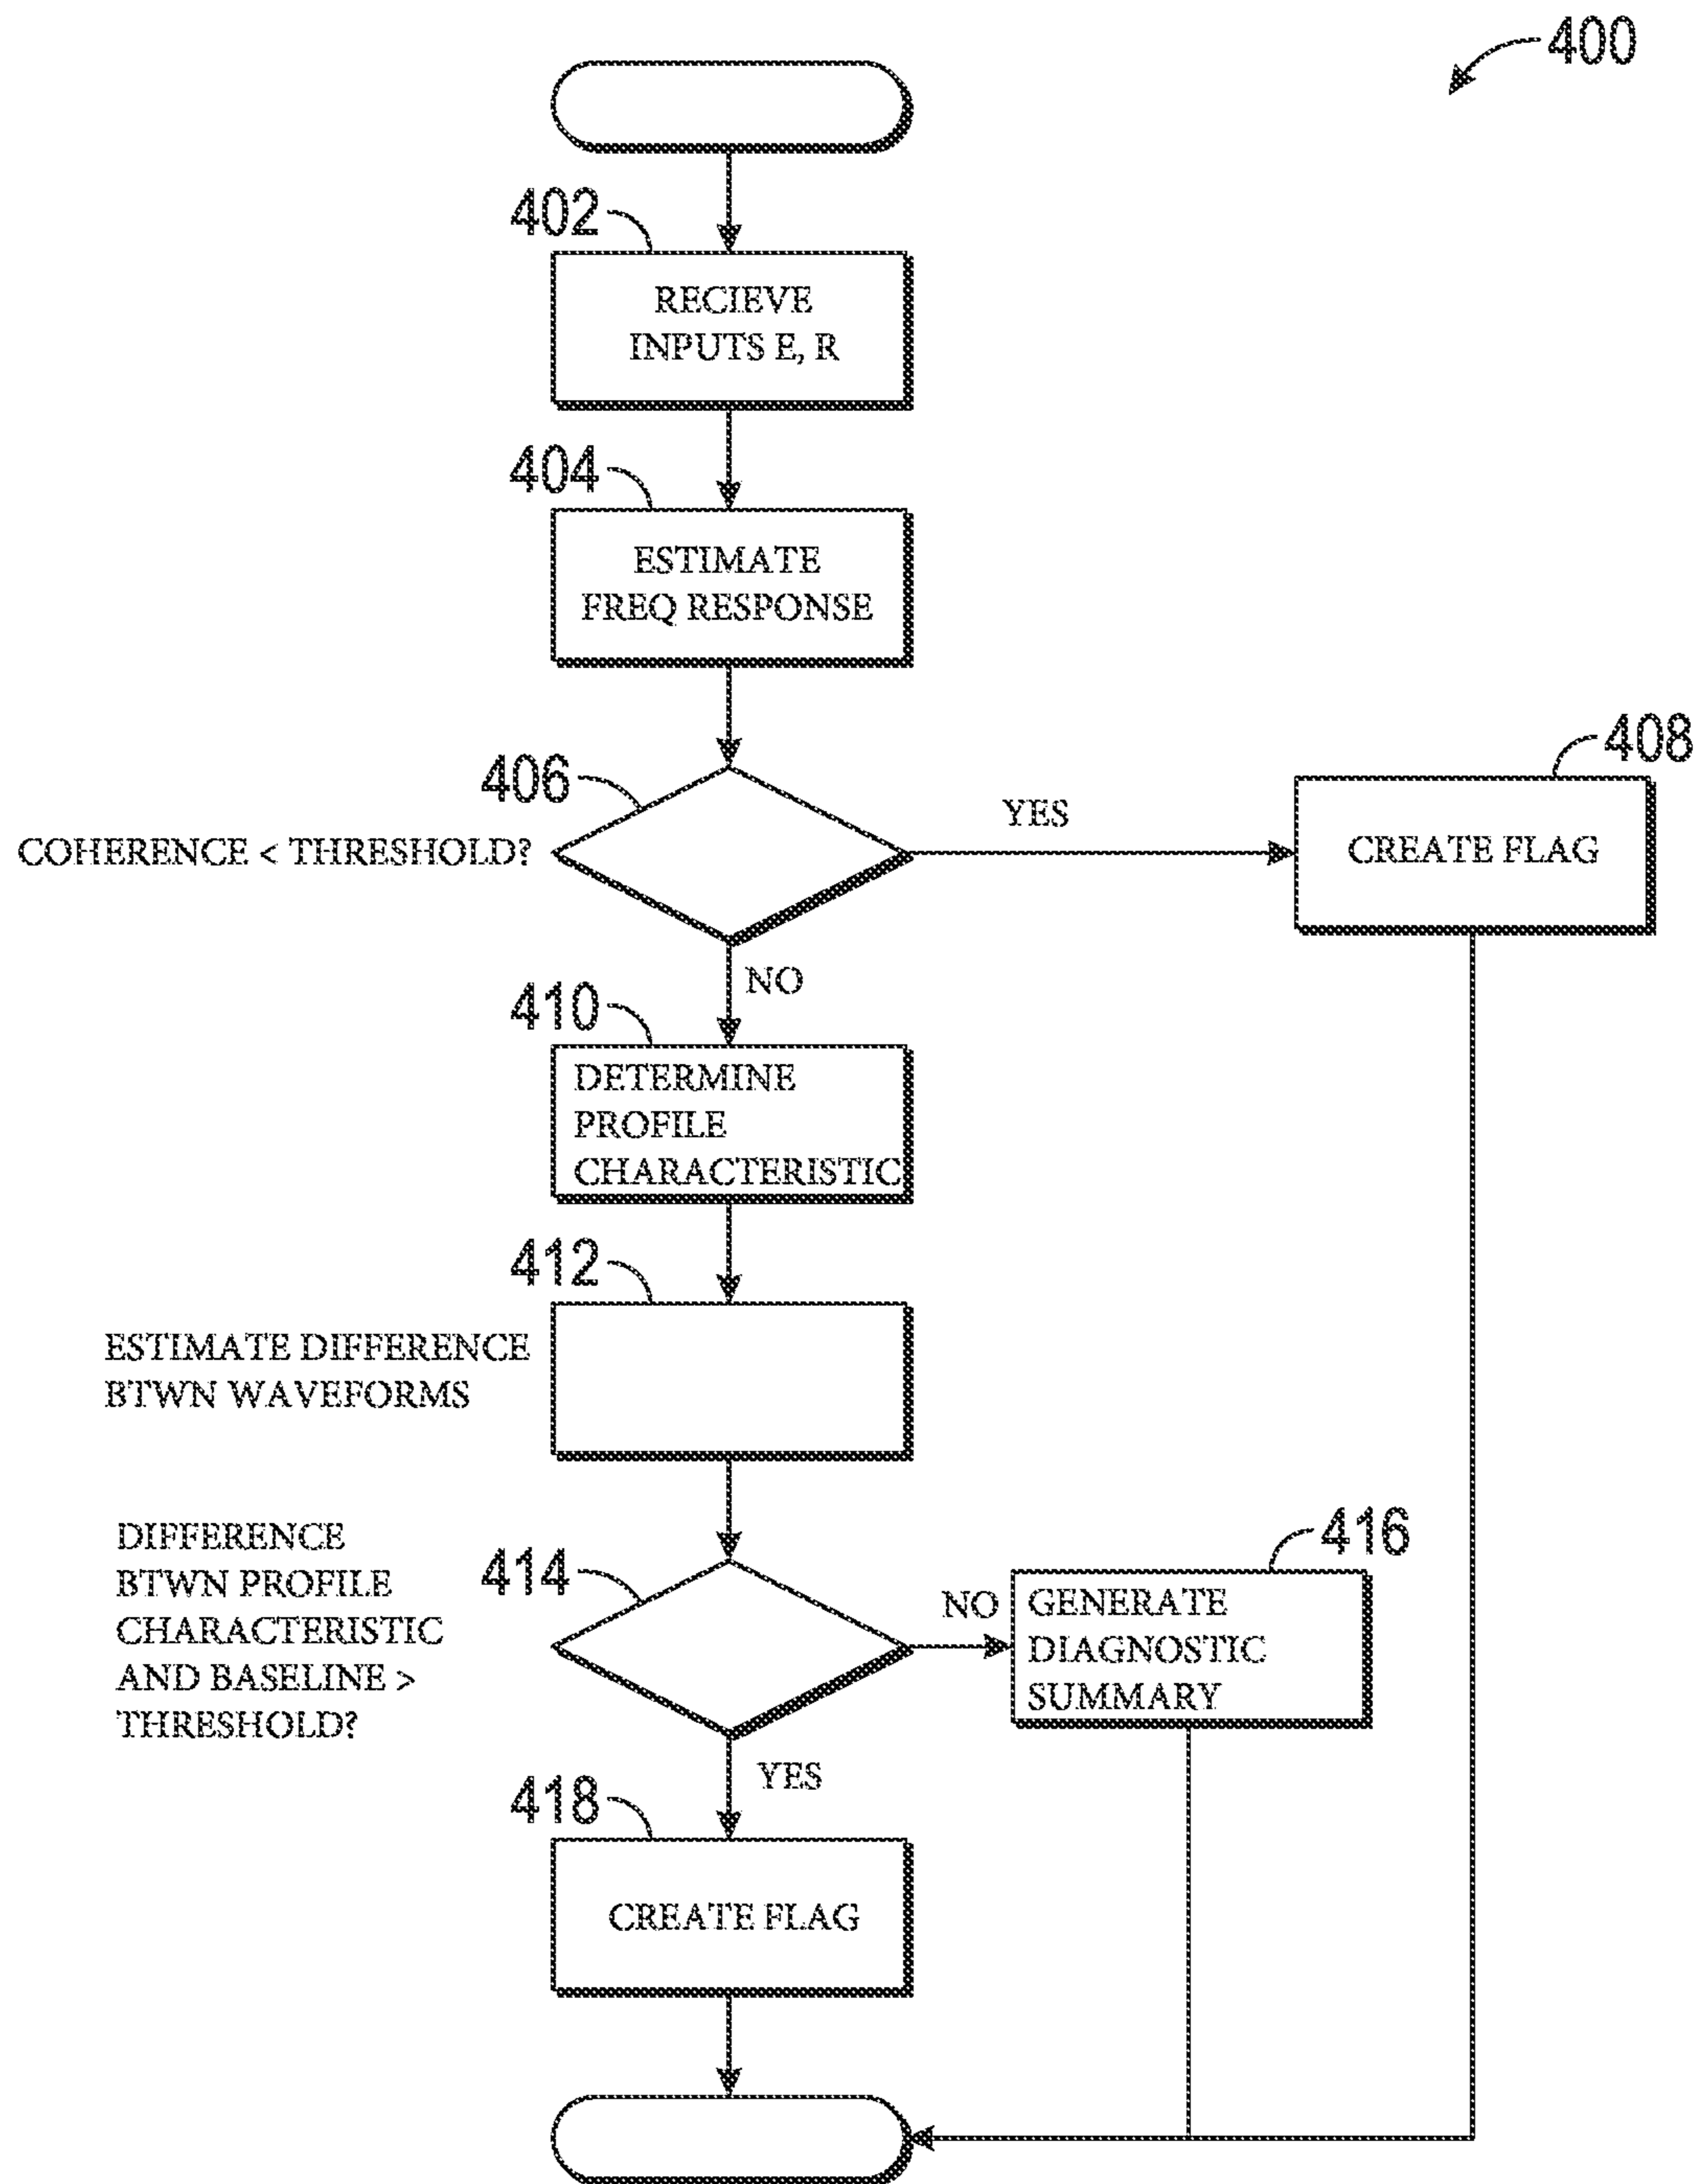 400
402
RECIEVE
INPUTS E, R
404
ESTIMATE
FREQ RESPONSE
406
COHERENCE < THRESHOLD?
YES
408
CREATE FLAG
NO
410
DETERMINE
PROFILE
CHARACTERISTIC
412
ESTIMATE DIFFERENCE
BTWN WAVEFORMS
DIFFERENCE
BTWN PROFILE
CHARACTERISTIC
AND BASELINE >
THRESHOLD?
414
NO
416
GENERATE
DIAGNOSTIC
SUMMARY
YES
418
CREATE FLAG